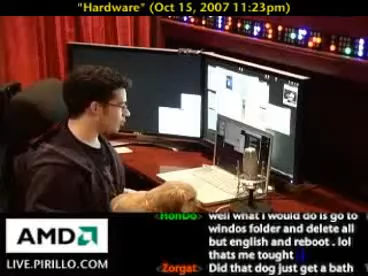 "Hardware" (Oct 15, 2007 11:23pm)
<HonDo> well what i would do is go to
windos folder and delete all
but english and reboot . lol
thats me tought
<Zorgat> Did that dog just get a bath
AMD
LIVE.PIRILLO.COM